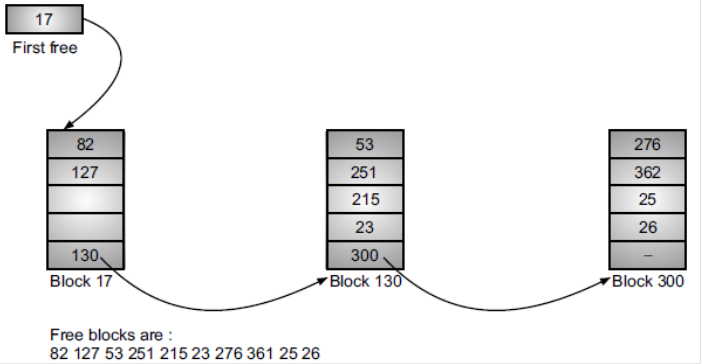 17
First free
82
127
130
Block 17
53
251
215
23
300
Block 130
276
362
25
26
–
Block 300
Free blocks are :
82 127 53 251 215 23 276 361 25 26